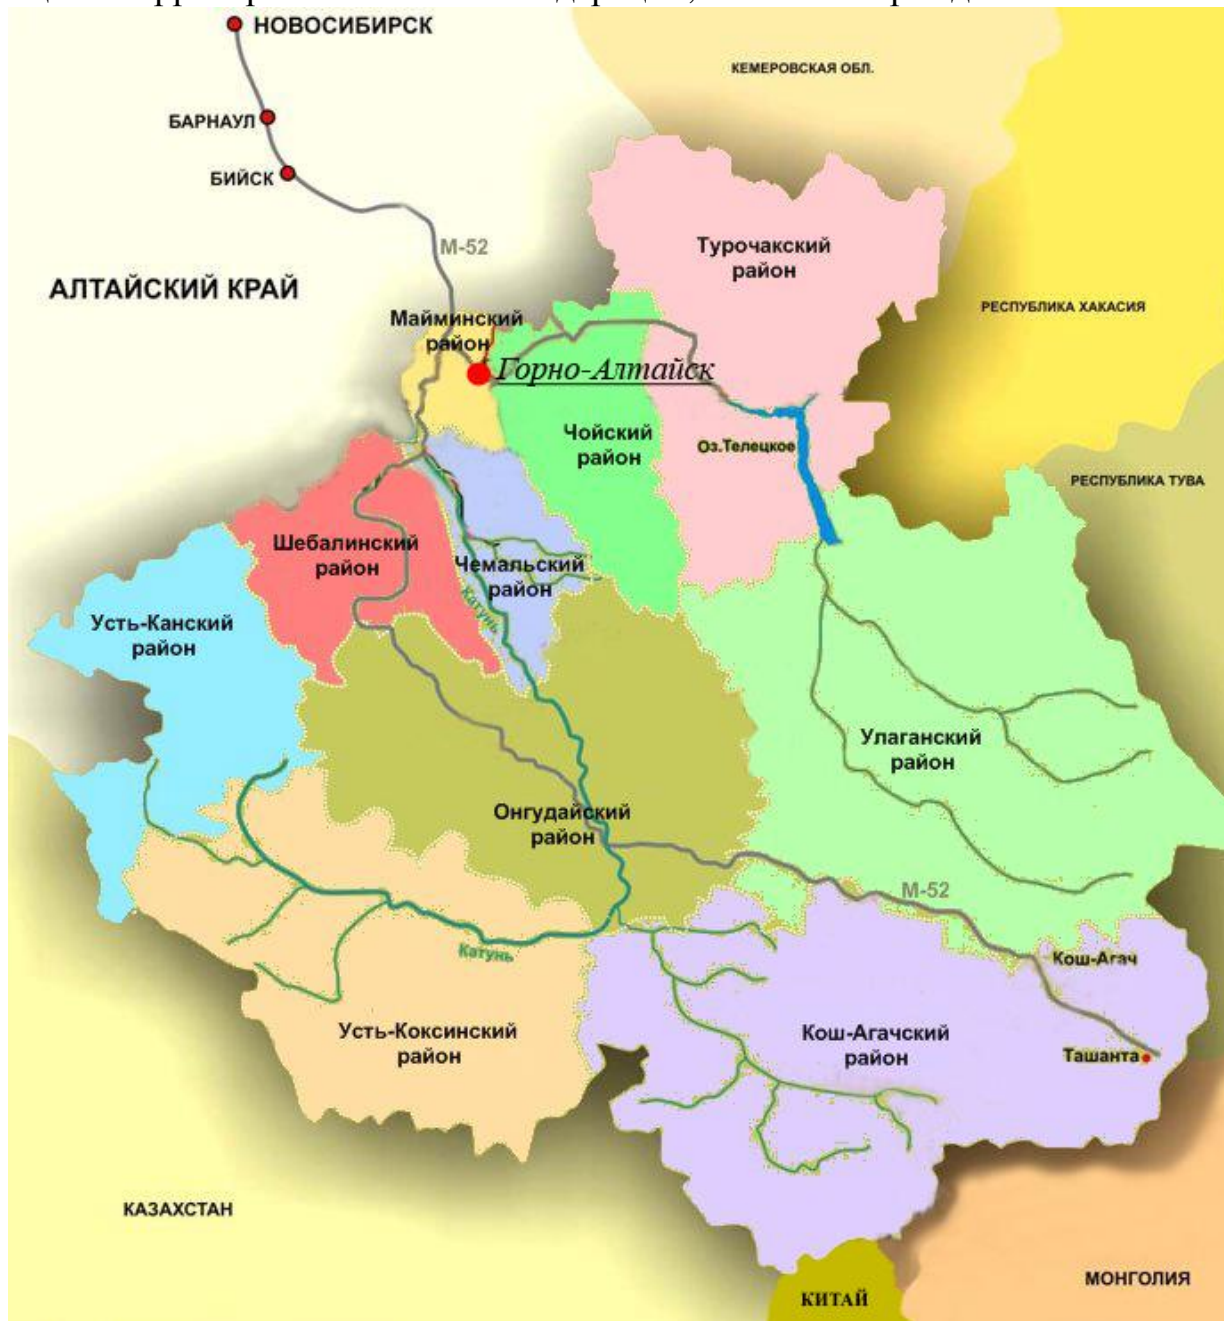 НОВОСИБИРСК
КЕМЕРОВСКАЯ ОБЛ.
БАРНАУЛ
БИЙСК
М-52
Турочакский
район
АЛТАЙСКИЙ КРАЙ
РЕСПУБЛИКА ХАКАСИЯ
Майминский
район
Горно-Алтайск
Чойский
район
Оз.Телецкое
РЕСПУБЛИКА ТУВА
Шебалинский
район
Чемальский
район
Катунь
Усть-Канский
район
Улаганский
район
Онгудайский
район
М-52
Катунь
Кош-Агач
Усть-Коксинский
район
Кош-Агачский
район
Ташанта
КАЗАХСТАН
МОНГОЛИЯ
КИТАЙ